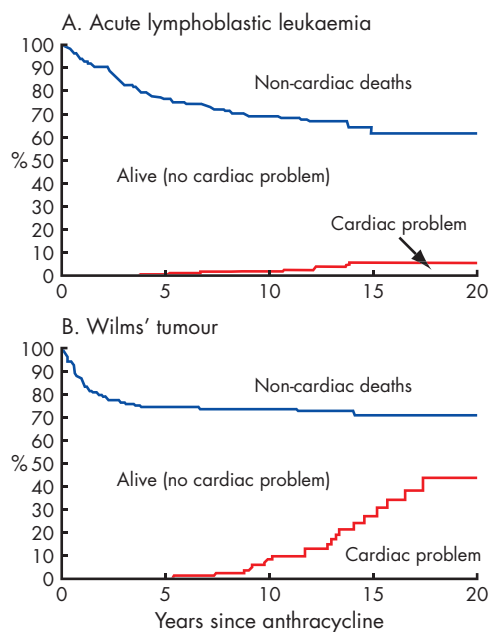 A. Acute lymphoblastic leukaemia
100
90
80
70
60
% 50
40
30
20
10
0
Non-cardiac deaths
Alive (no cardiac problem)
Cardiac problem
0 5 10 15 20
B. Wilms' tumour
100
90
80
70
60
% 50
40
30
20
10
0
Non-cardiac deaths
Alive (no cardiac problem)
Cardiac problem
0 5 10 15 20
Years since anthracycline